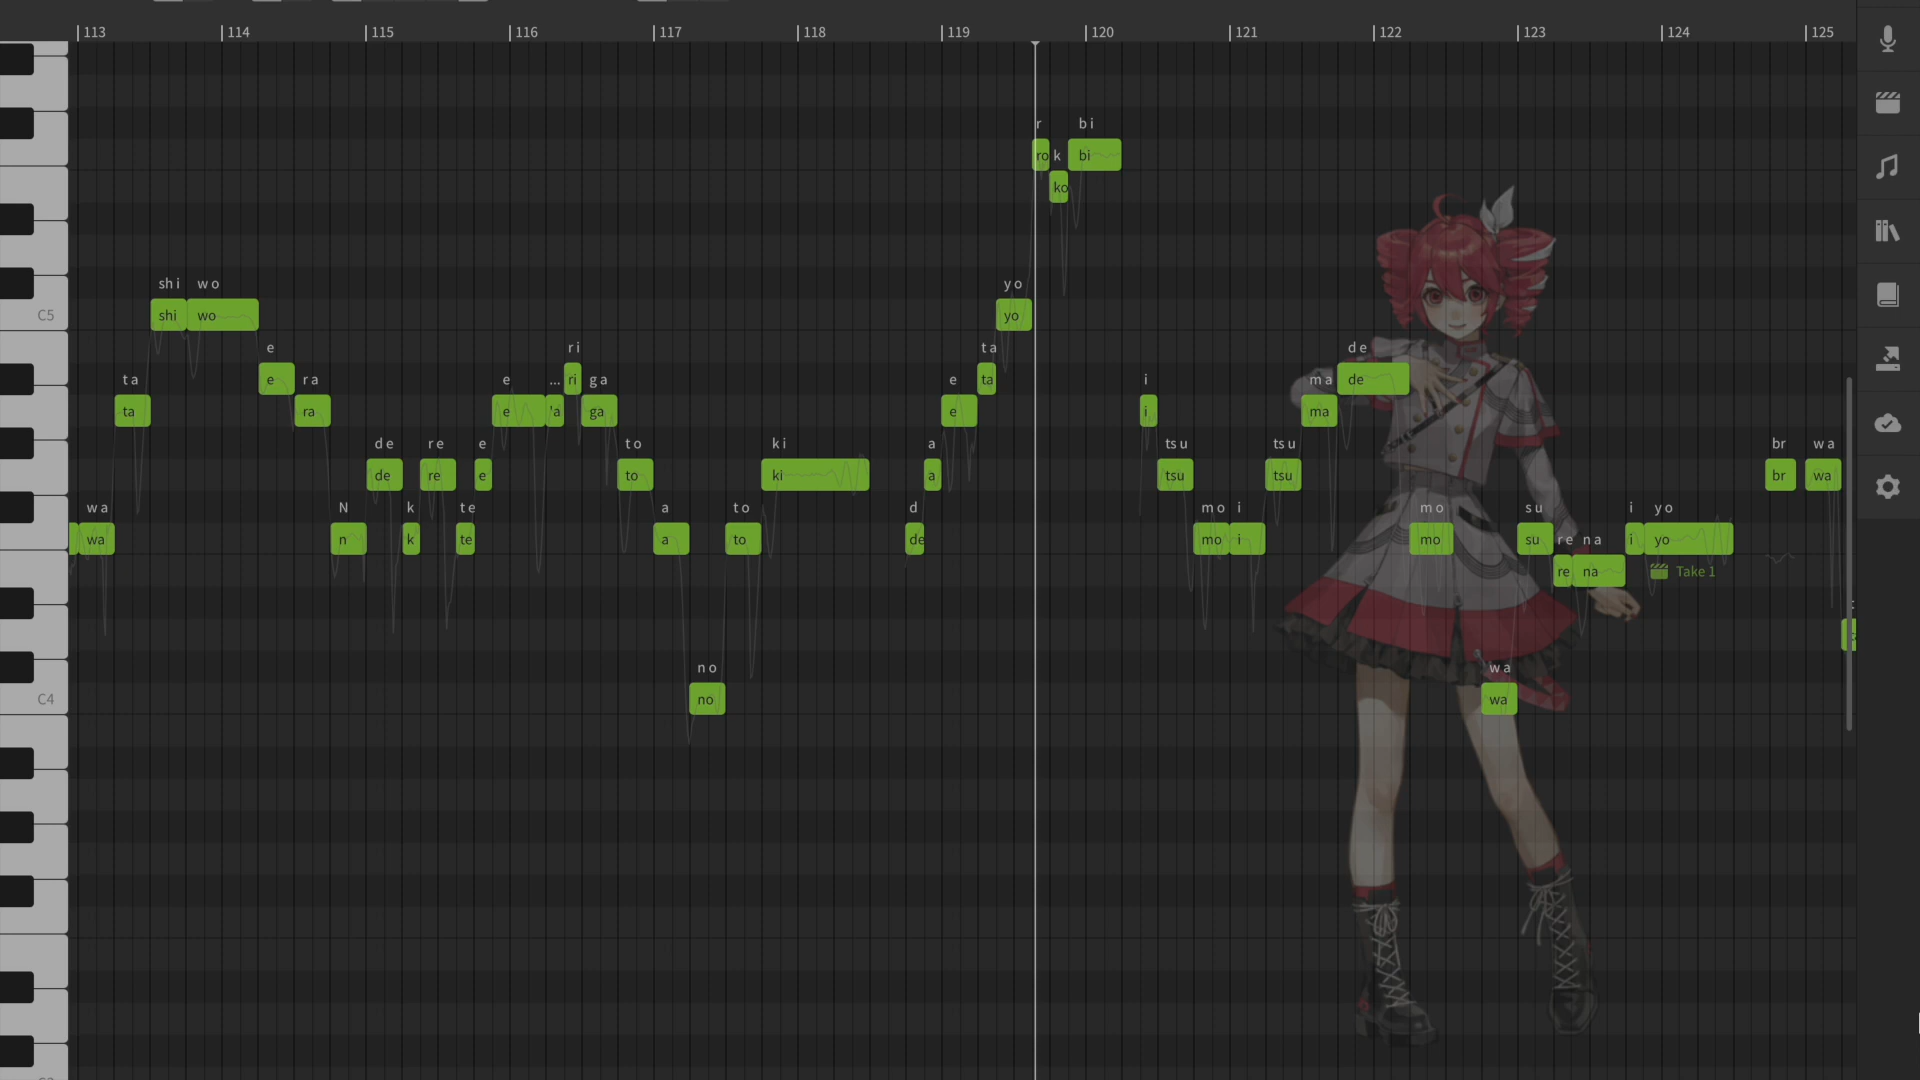 113 114 115 116 117 118 119 120 121 122 123 124 125
r bi
ro k bi
ko
shi wo yo
C5 shi wo yo
e ri ta de
ta e ra e ... ri ga e ta i ma de
ta ra e 'a ga e i ma
de re e to ki a tsu tsu br wa
de re e to ki a tsu tsu br wa
wa N k te a to d mo i mo su i yo
wa n k te a to de mo i mo su re na i yo
re na Take 1
no wa
C4 no wa